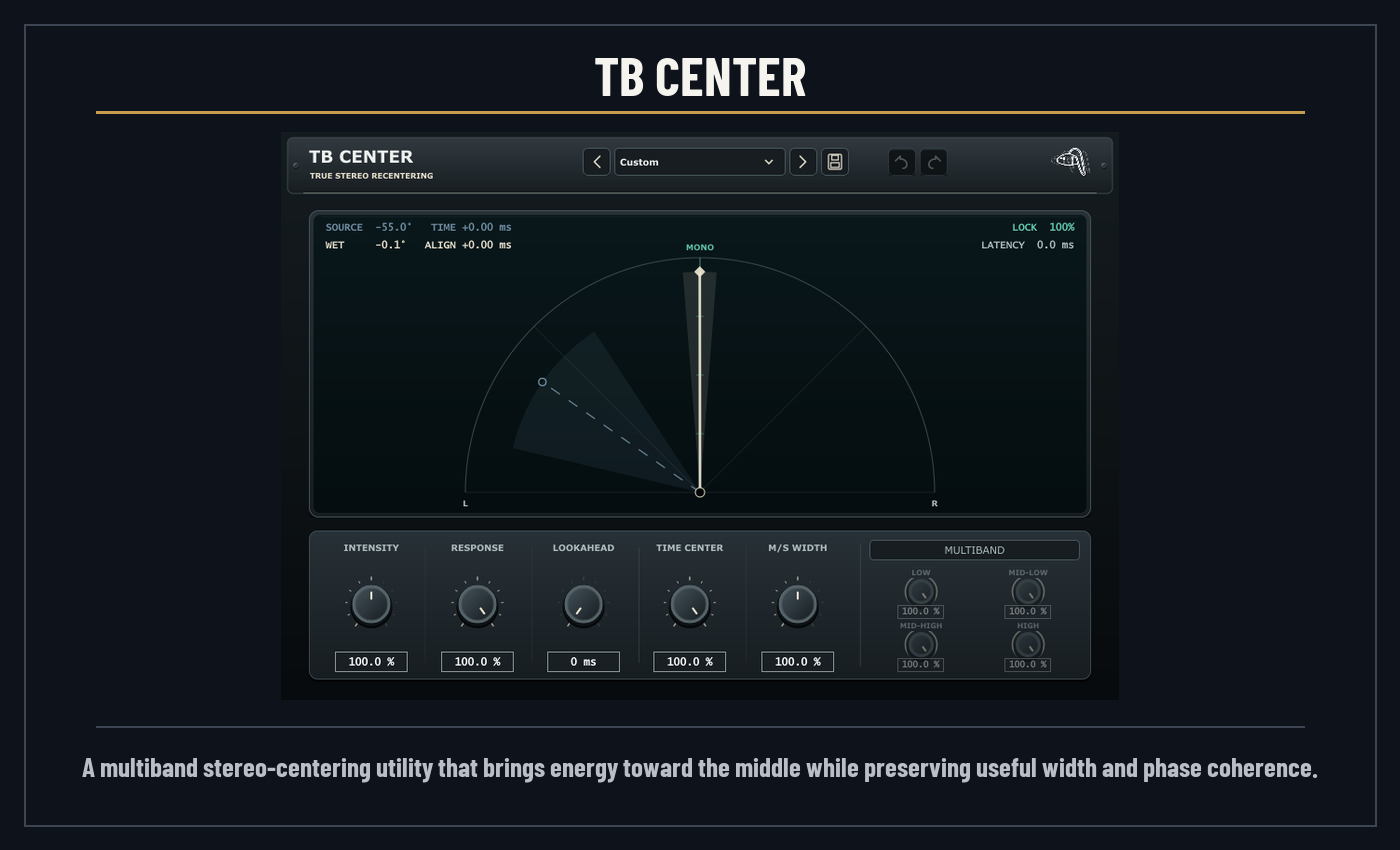 TB CENTER
TB CENTER
TRUE STEREO RECENTERING
Custom
SOURCE -55.0° TIME +0.00 ms
WET -0.1° ALIGN +0.00 ms
LOCK 100%
LATENCY 0.0 ms
MONO
L R
INTENSITY RESPONSE LOOKAHEAD TIME CENTER M/S WIDTH
100.0 % 100.0 % 0 ms 100.0 % 100.0 %
MULTIBAND
LOW MID-LOW
100.0 % 100.0 %
MID-HIGH HIGH
100.0 % 100.0 %
A multiband stereo-centering utility that brings energy toward the middle while preserving useful width and phase coherence.